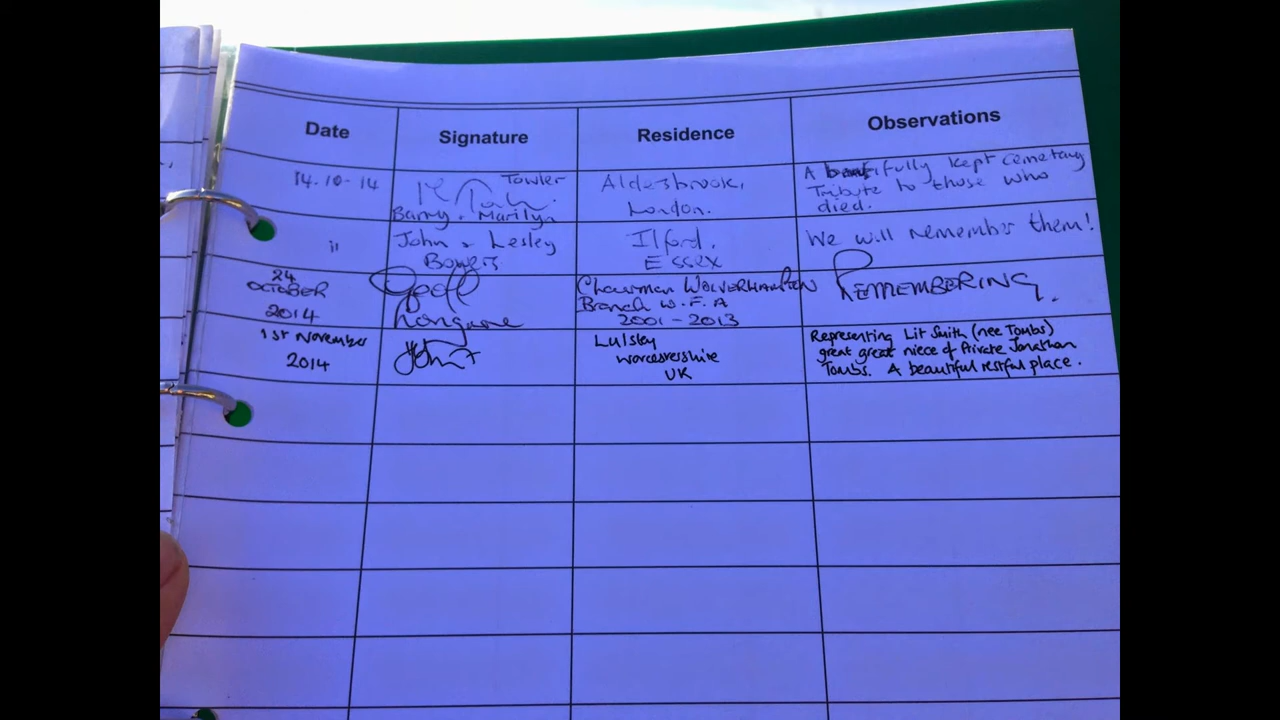 Date Signature Residence Observations
14.10-14
Towler
Barry + Marilyn
Aldersbrook,
London.
A beautifully kept cemetary
Tribute to those who
died.
"
John + Lesley
Bowers
Ilford,
ESSEX
We will remember them!
24
OCTOBER
2014
Geoff
Chairman WOLVERHAMPTON
Branch W.F.A
2001-2013
REMEMBERING.
1st November
2014
Lulsley
Worcestershire
UK
Representing Lit Smith (nee Tombs)
great great niece of Private Jonathan
Tombs. A beautiful restful place.